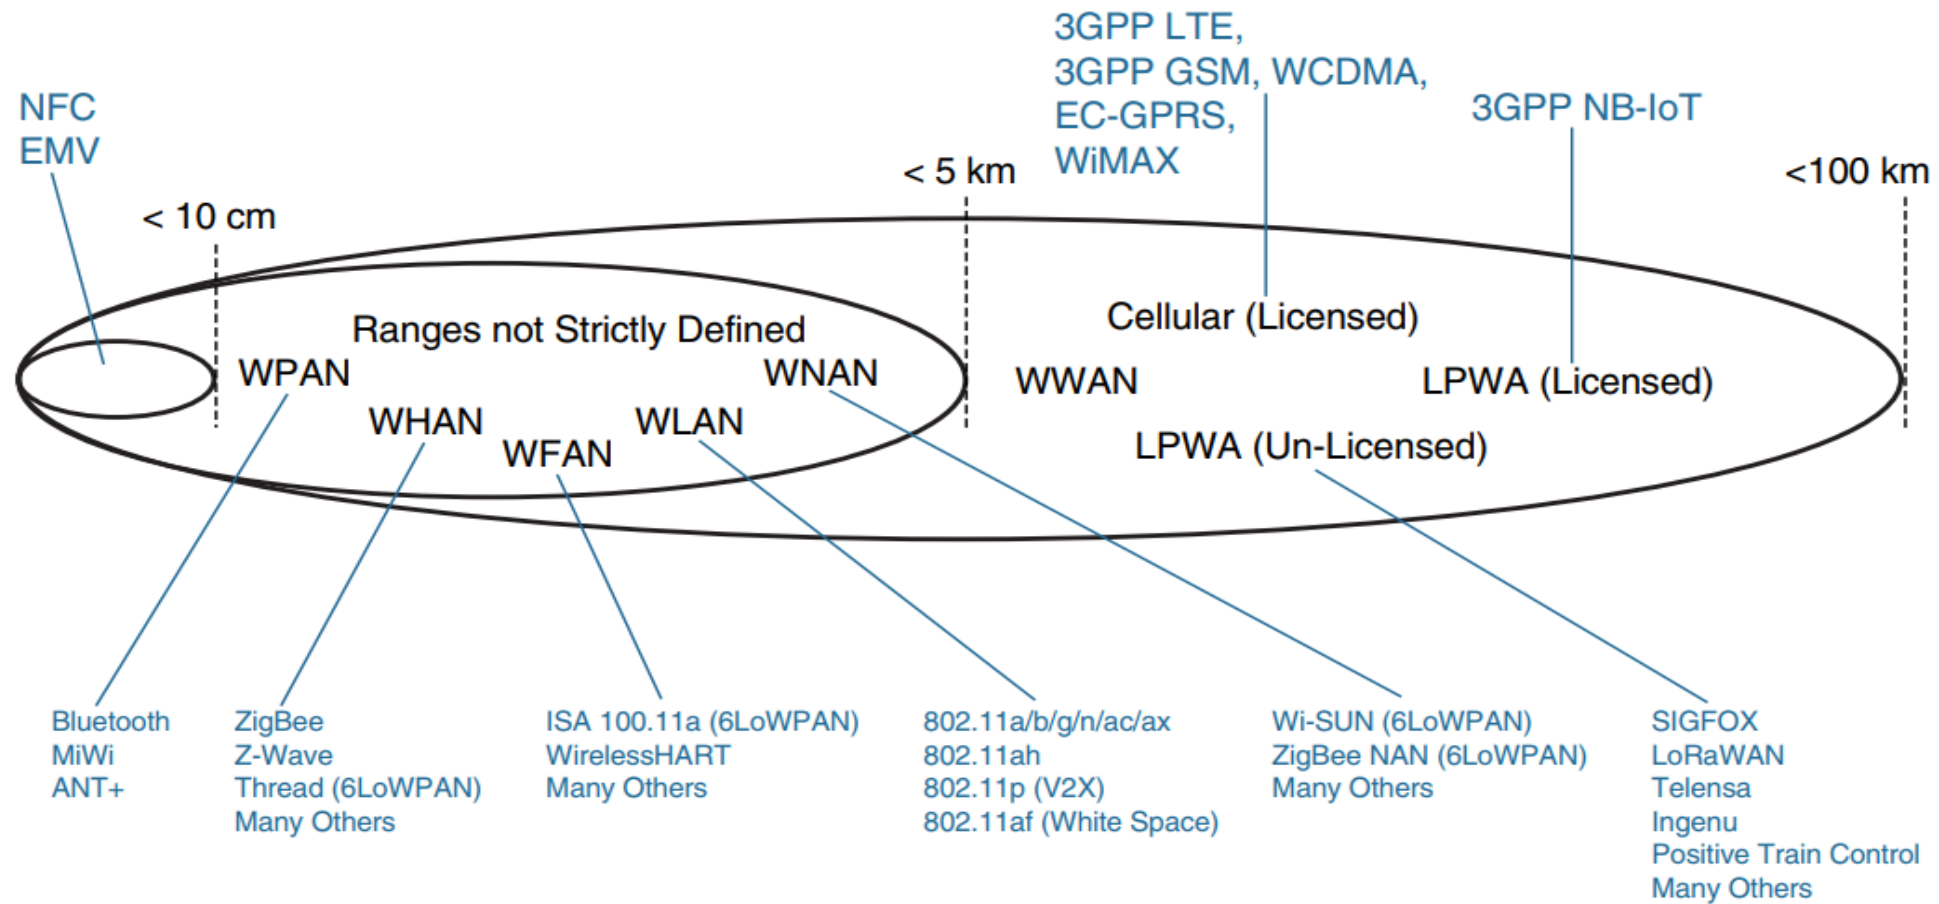 3GPP LTE,
3GPP GSM, WCDMA,
EC-GPRS,
WiMAX
NFC
EMV
3GPP NB-IoT
< 10 cm
< 5 km
<100 km
Ranges not Strictly Defined
Cellular (Licensed)
WPAN
WNAN
WWAN
LPWA (Licensed)
WHAN
WLAN
WFAN
LPWA (Un-Licensed)
Bluetooth
MiWi
ANT+
ZigBee
Z-Wave
Thread (6LoWPAN)
Many Others
ISA 100.11a (6LoWPAN)
WirelessHART
Many Others
802.11a/b/g/n/ac/ax
802.11ah
802.11p (V2X)
802.11af (White Space)
Wi-SUN (6LoWPAN)
ZigBee NAN (6LoWPAN)
Many Others
SIGFOX
LoRaWAN
Telensa
Ingenu
Positive Train Control
Many Others